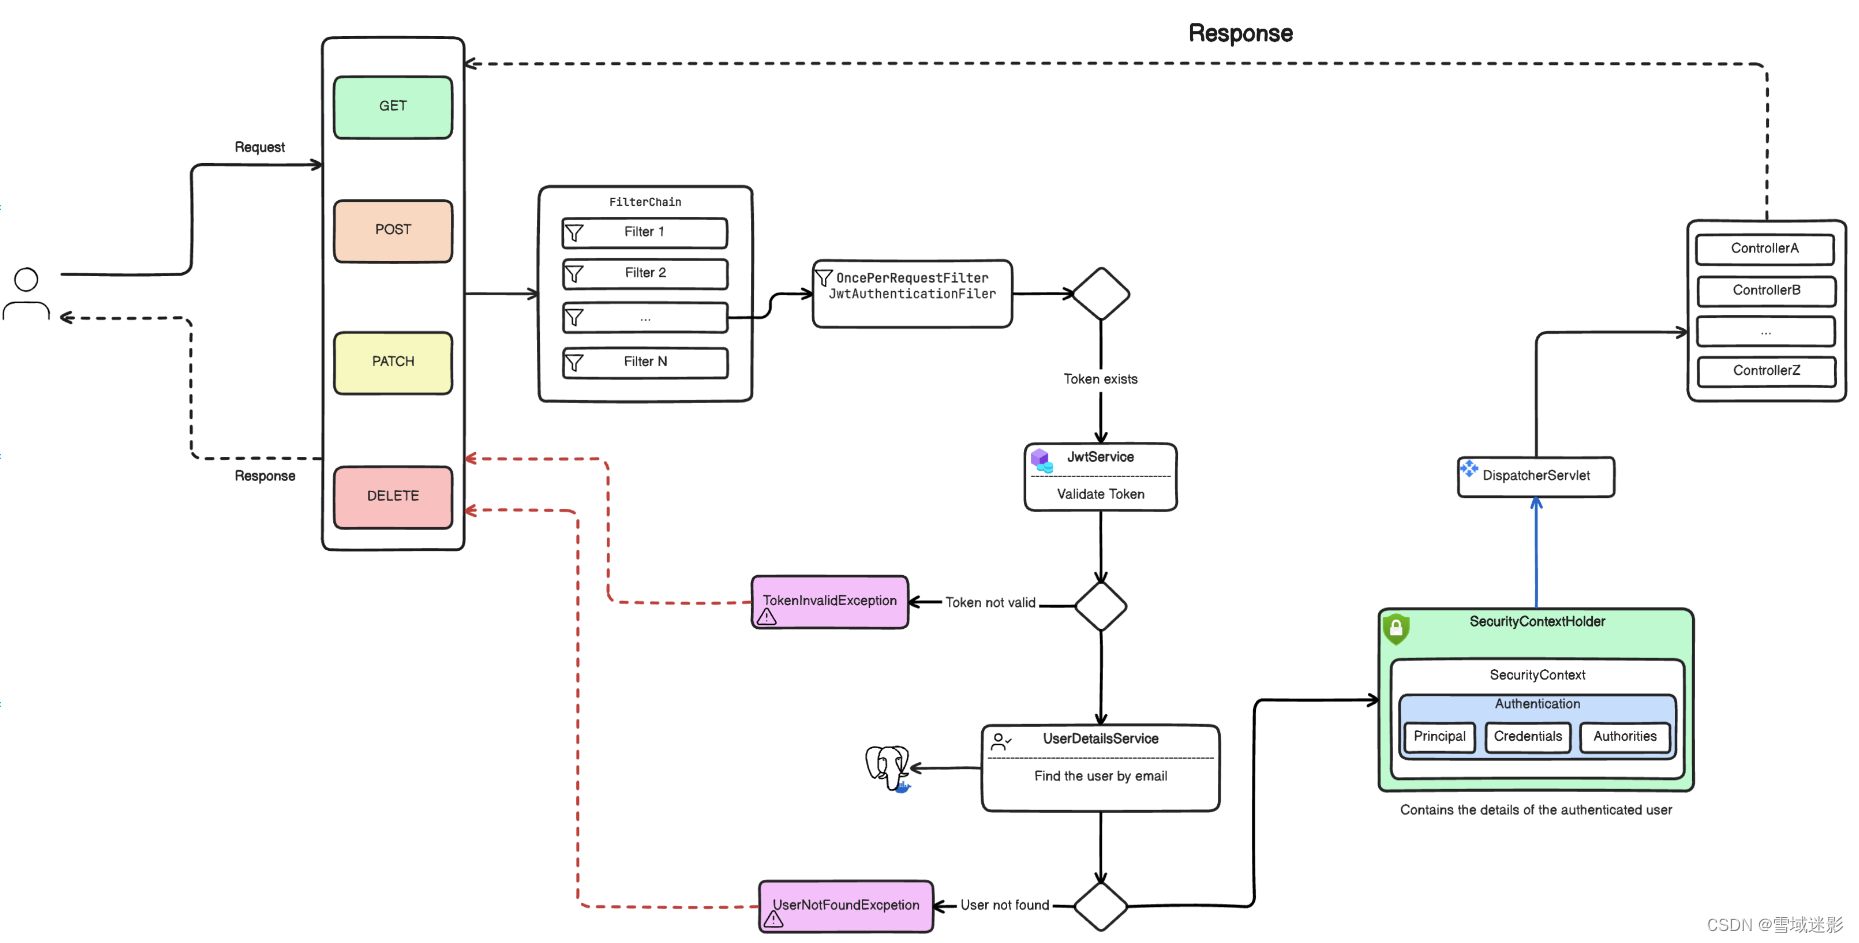 Response
GET
Request
POST
PATCH
DELETE
Response
FilterChain
Filter 1
Filter 2
...
Filter N
OncePerRequestFilter
JwtAuthenticationFiler
Token exists
JwtService
Validate Token
TokenInvalidException
Token not valid
UserDetailsService
Find the user by email
UserNotFoundExcpetion
User not found
SecurityContextHolder
SecurityContext
Authentication
Principal
Credentials
Authorities
Contains the details of the authenticated user
DispatcherServlet
ControllerA
ControllerB
...
ControllerZ
CSDN @雪域迷影